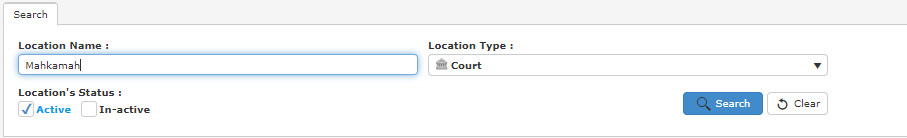 Search
Location Name : Location Type :
Mahkamah Court
Location's Status :
Active In-active Search Clear